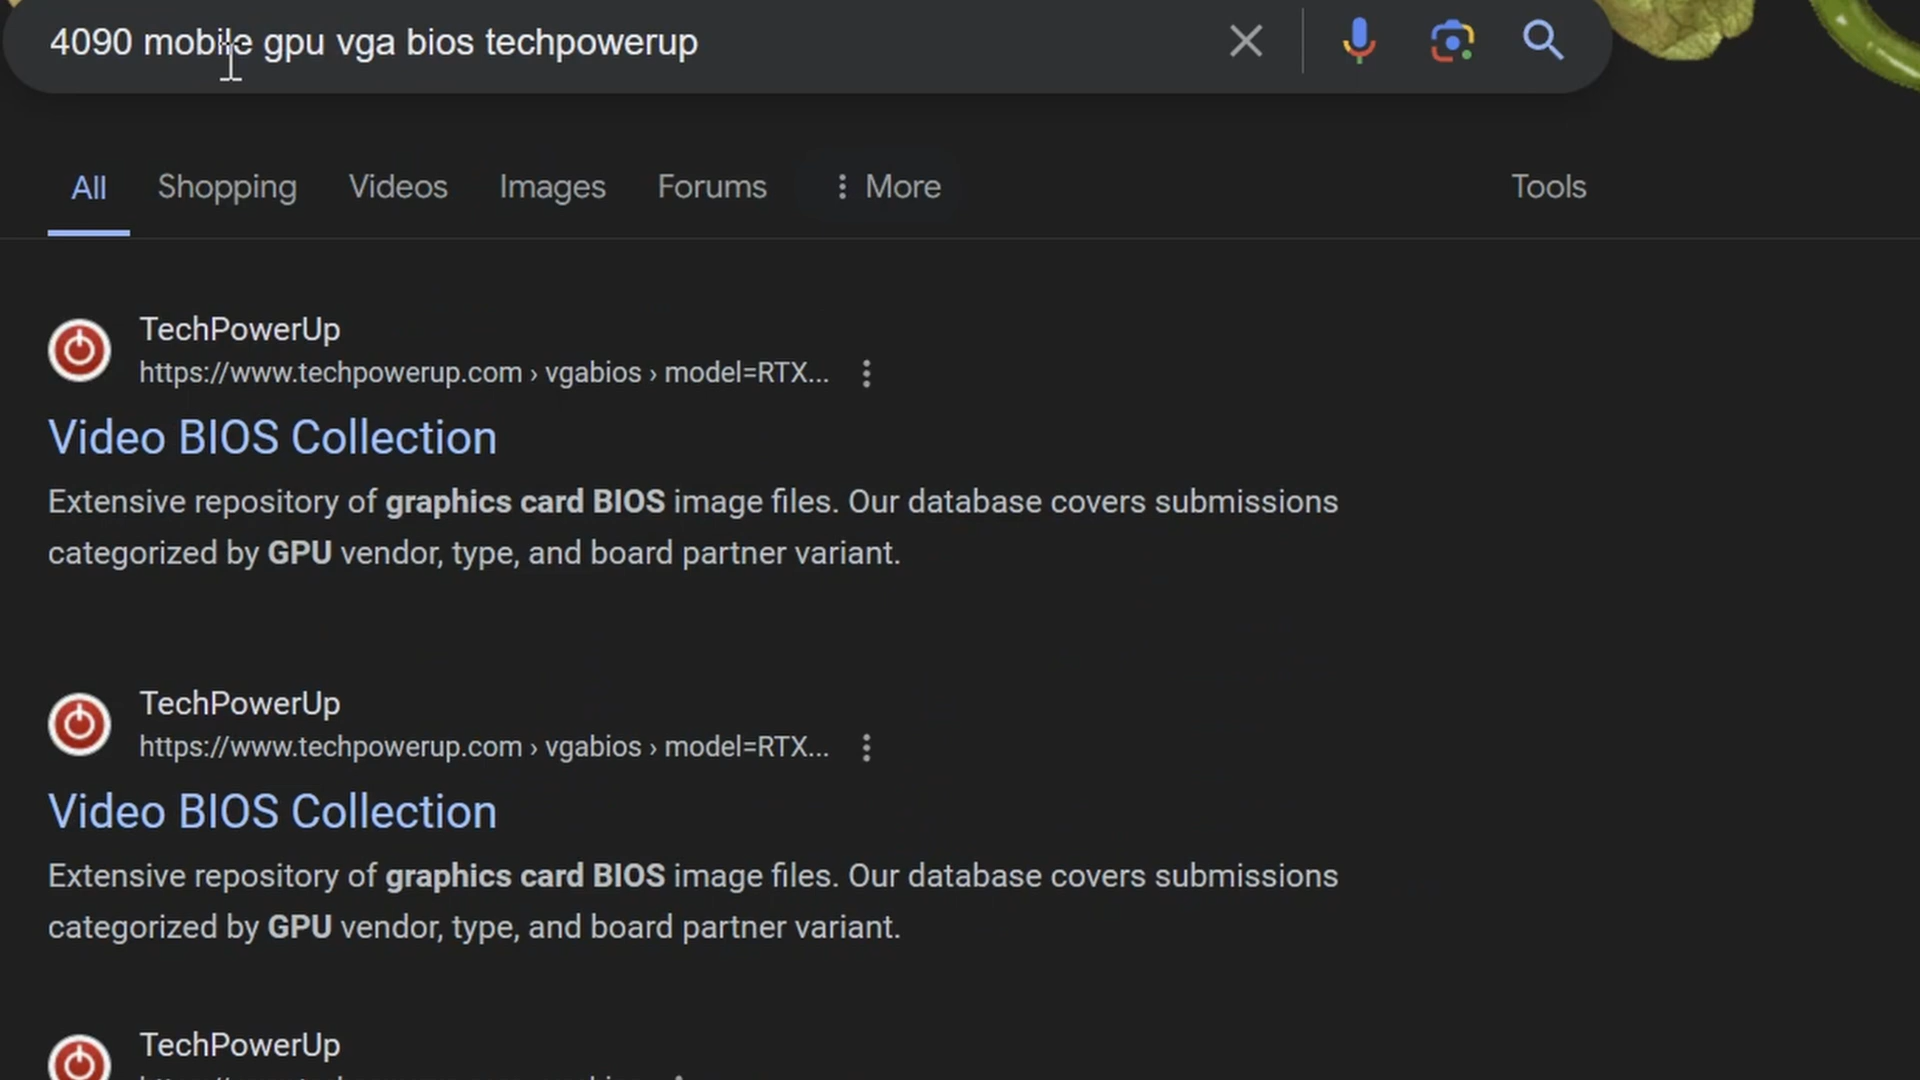 4090 mobile gpu vga bios techpowerup
All Shopping Videos Images Forums More Tools
TechPowerUp
https://www.techpowerup.com › vgabios › model=RTX...
Video BIOS Collection
Extensive repository of graphics card BIOS image files. Our database covers submissions
categorized by GPU vendor, type, and board partner variant.
TechPowerUp
https://www.techpowerup.com › vgabios › model=RTX...
Video BIOS Collection
Extensive repository of graphics card BIOS image files. Our database covers submissions
categorized by GPU vendor, type, and board partner variant.
TechPowerUp